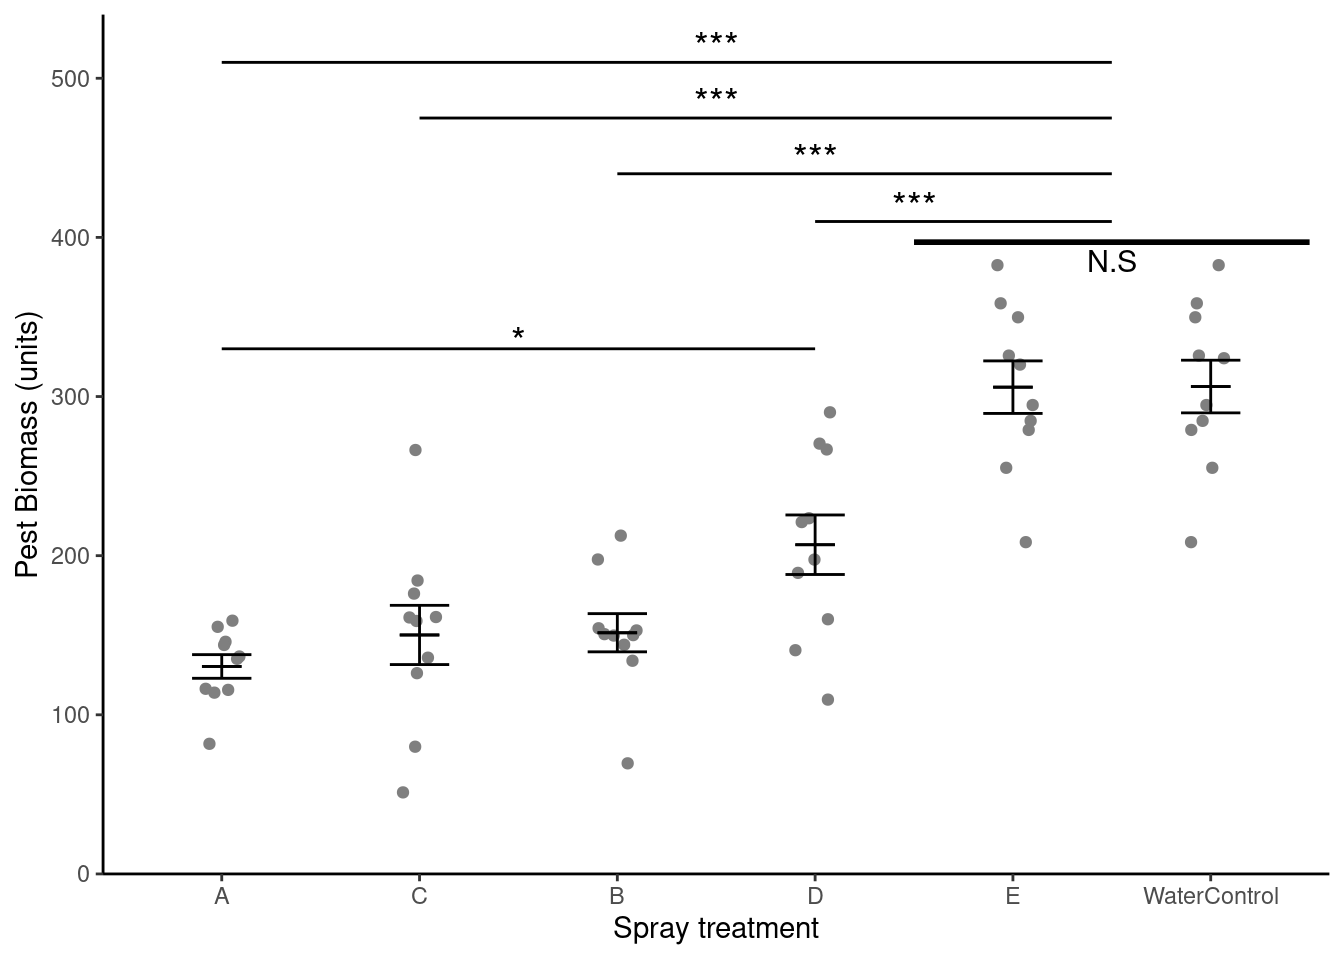 ***
500
***
***
***
400
N.S
*
300
200
100
0
Pest Biomass (units)
A C B D E WaterControl
Spray treatment